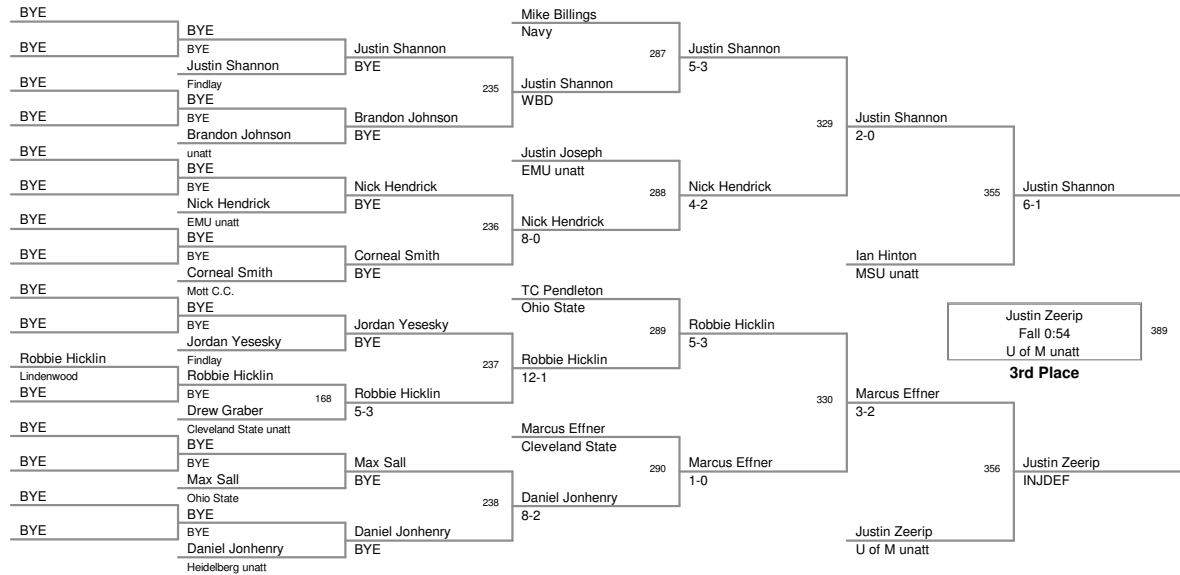 BYE
BYE
BYE
BYE
BYE
BYE
BYE
BYE
BYE
BYE
Robbie Hicklin
Lindenwood
BYE
BYE
BYE
BYE
BYE
BYE
BYE
Justin Shannon
Findlay
BYE
BYE
Brandon Johnson
unatt
BYE
BYE
Nick Hendrick
EMU unatt
BYE
BYE
Corneal Smith
Mott C.C.
BYE
BYE
Jordan Yesesky
Findlay
Robbie Hicklin
BYE
168
Drew Graber
Cleveland State unatt
BYE
BYE
Max Sall
Ohio State
BYE
BYE
Daniel Jonhenry
Heidelberg unatt
Justin Shannon
BYE
235
Brandon Johnson
BYE
Nick Hendrick
BYE
236
Corneal Smith
BYE
Jordan Yesesky
BYE
237
Robbie Hicklin
5-3
Max Sall
BYE
238
Daniel Jonhenry
BYE
Mike Billings
Navy
287
Justin Shannon
WBD
Justin Joseph
EMU unatt
288
Nick Hendrick
8-0
TC Pendleton
Ohio State
289
Robbie Hicklin
12-1
Marcus Effner
Cleveland State
290
Daniel Jonhenry
8-2
Justin Shannon
5-3
329
Nick Hendrick
4-2
Robbie Hicklin
5-3
330
Marcus Effner
1-0
Justin Shannon
2-0
355
Ian Hinton
MSU unatt
Marcus Effner
3-2
356
Justin Zeerip
U of M unatt
Justin Shannon
6-1
Justin Zeerip
Fall 0:54
U of M unatt
389
3rd Place
Justin Zeerip
INJDEF